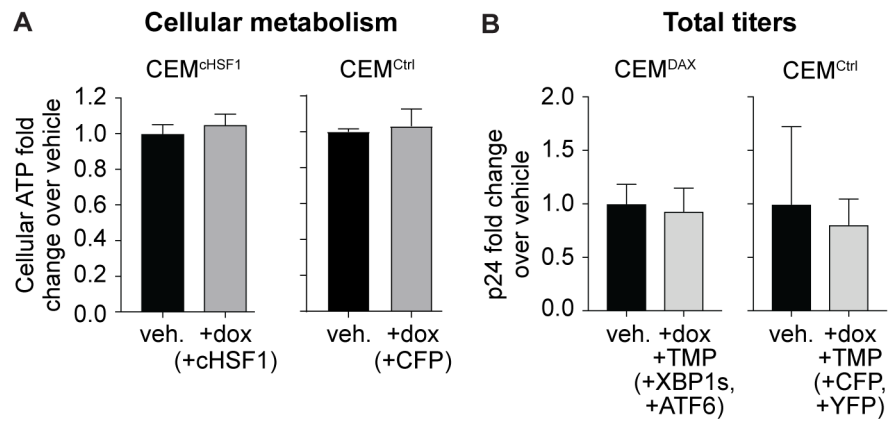 A
Cellular metabolism
CEMcHSF1
CEMCtrl
Cellular ATP fold
change over vehicle
1.2
1.0
0.8
0.6
0.4
0.2
0.0
veh. +dox
(+cHSF1)
veh. +dox
(+CFP)
B
Total titers
CEMDAX
CEMCtrl
p24 fold change
over vehicle
2.0
1.5
1.0
0.5
0.0
veh. +dox
+TMP
(+XBP1s,
+ATF6)
veh. +dox
+TMP
(+CFP,
+YFP)